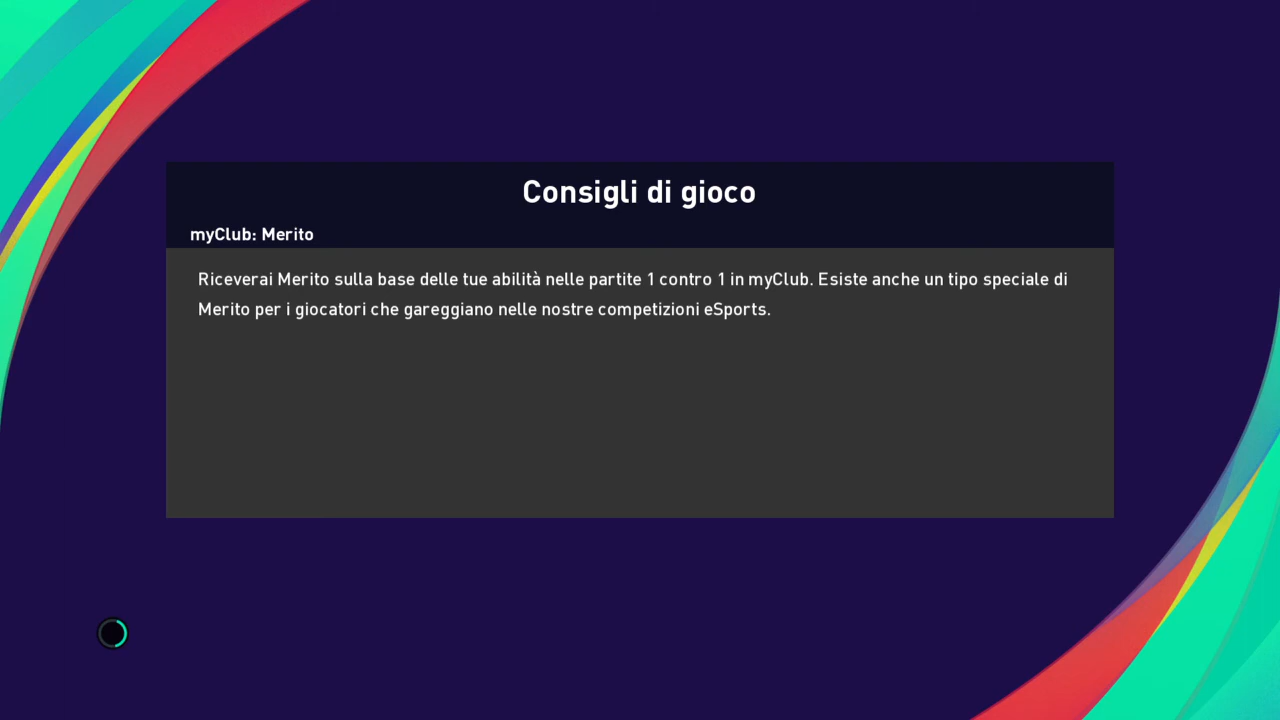 Consigli di gioco
myClub: Merito
Riceverai Merito sulla base delle tue abilità nelle partite 1 contro 1 in myClub. Esiste anche un tipo speciale di
Merito per i giocatori che gareggiano nelle nostre competizioni eSports.